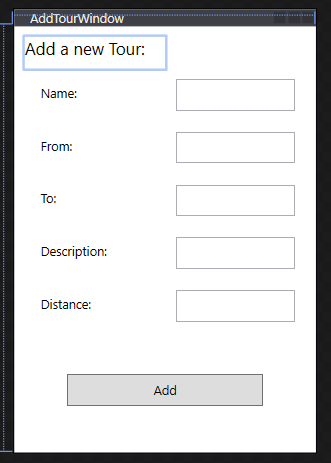 AddTourWindow
Add a new Tour:
Name:
From:
To:
Description:
Distance:
Add